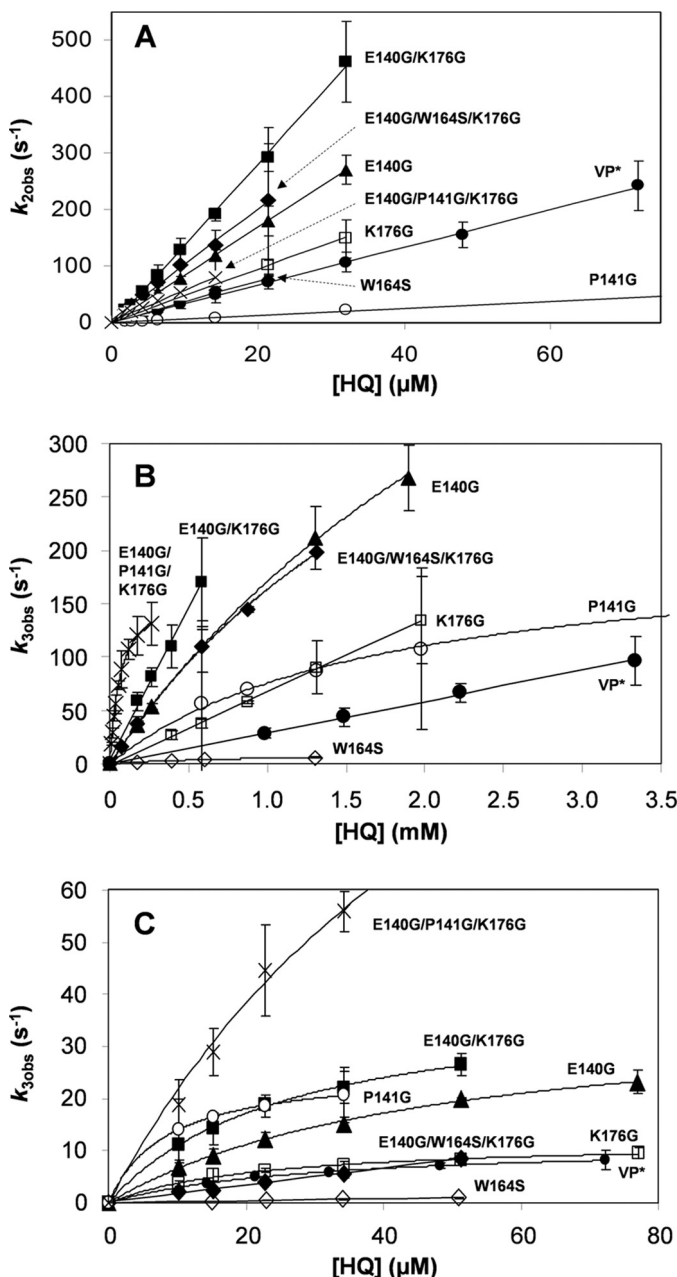 A
500
400
300
200
100
0
0
20
40
60
k2obs (s-1)
[HQ] (µM)
E140G/K176G
E140G/W164S/K176G
E140G
E140G/P141G/K176G
VP*
K176G
W164S
P141G
B
300
250
200
150
100
50
0
0
0.5
1.0
1.5
2.0
2.5
3.0
3.5
k3obs (s-1)
[HQ] (mM)
E140G
E140G/K176G
E140G/
P141G/
K176G
E140G/W164S/K176G
K176G
P141G
VP*
W164S
C
60
50
40
30
20
10
0
0
20
40
60
80
k3obs (s-1)
[HQ] (µM)
E140G/P141G/K176G
E140G/K176G
E140G
P141G
E140G/W164S/K176G
K176G
VP*
W164S